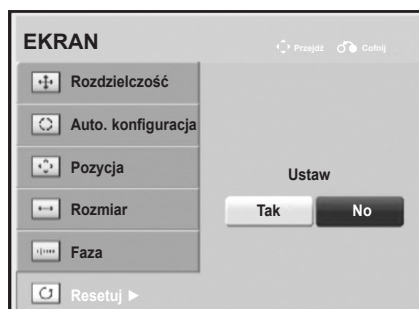 EKRAN
Przejdź Cofnij
Rozdzielczość
Auto. konfiguracja
Pozycja
Rozmiar
Faza
Resetuj ►
Ustaw
Tak No